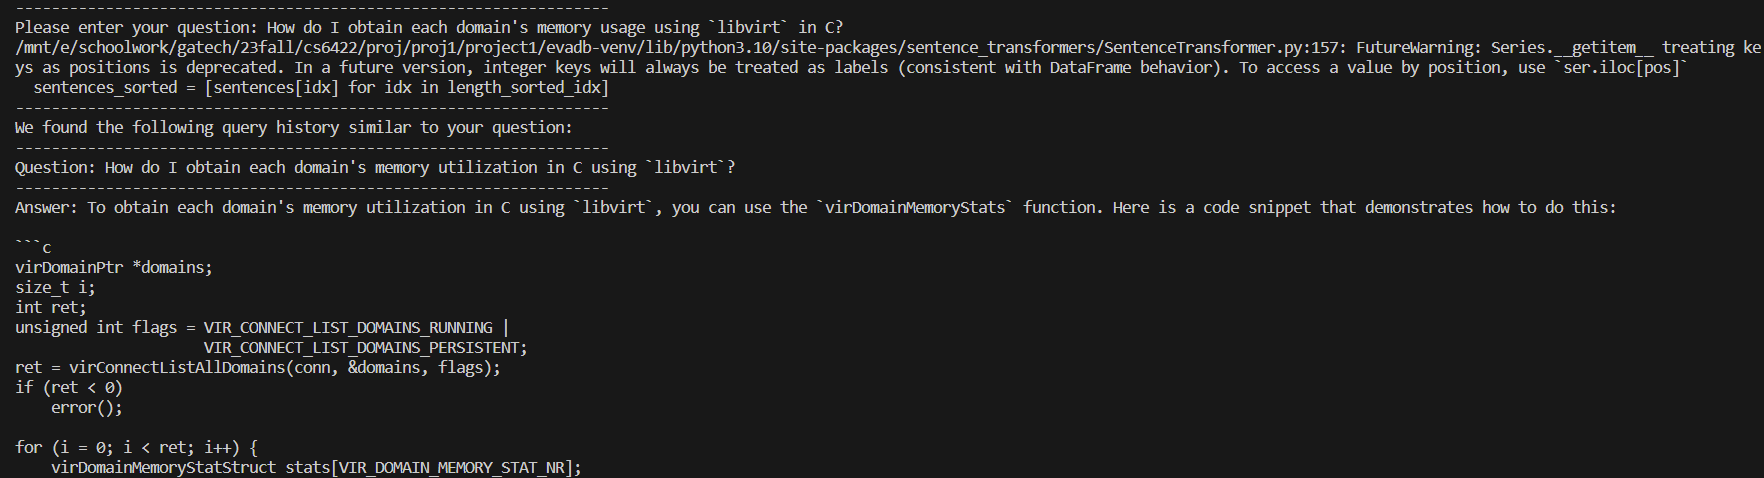 ------------------------------------------------------------------
Please enter your question: How do I obtain each domain's memory usage using `libvirt` in C?
/mnt/e/schoolwork/gatech/23fall/cs6422/proj/proj1/project1/evadb-venv/lib/python3.10/site-packages/sentence_transformers/SentenceTransformer.py:157: FutureWarning: Series.__getitem__ treating ke
ys as positions is deprecated. In a future version, integer keys will always be treated as labels (consistent with DataFrame behavior). To access a value by position, use `ser.iloc[pos]`
  sentences_sorted = [sentences[idx] for idx in length_sorted_idx]
------------------------------------------------------------------
We found the following query history similar to your question:
------------------------------------------------------------------
Question: How do I obtain each domain's memory utilization in C using `libvirt`?
------------------------------------------------------------------
Answer: To obtain each domain's memory utilization in C using `libvirt`, you can use the `virDomainMemoryStats` function. Here is a code snippet that demonstrates how to do this:

```c
virDomainPtr *domains;
size_t i;
int ret;
unsigned int flags = VIR_CONNECT_LIST_DOMAINS_RUNNING |
                     VIR_CONNECT_LIST_DOMAINS_PERSISTENT;
ret = virConnectListAllDomains(conn, &domains, flags);
if (ret < 0)
    error();

for (i = 0; i < ret; i++) {
    virDomainMemoryStatStruct stats[VIR_DOMAIN_MEMORY_STAT_NR];